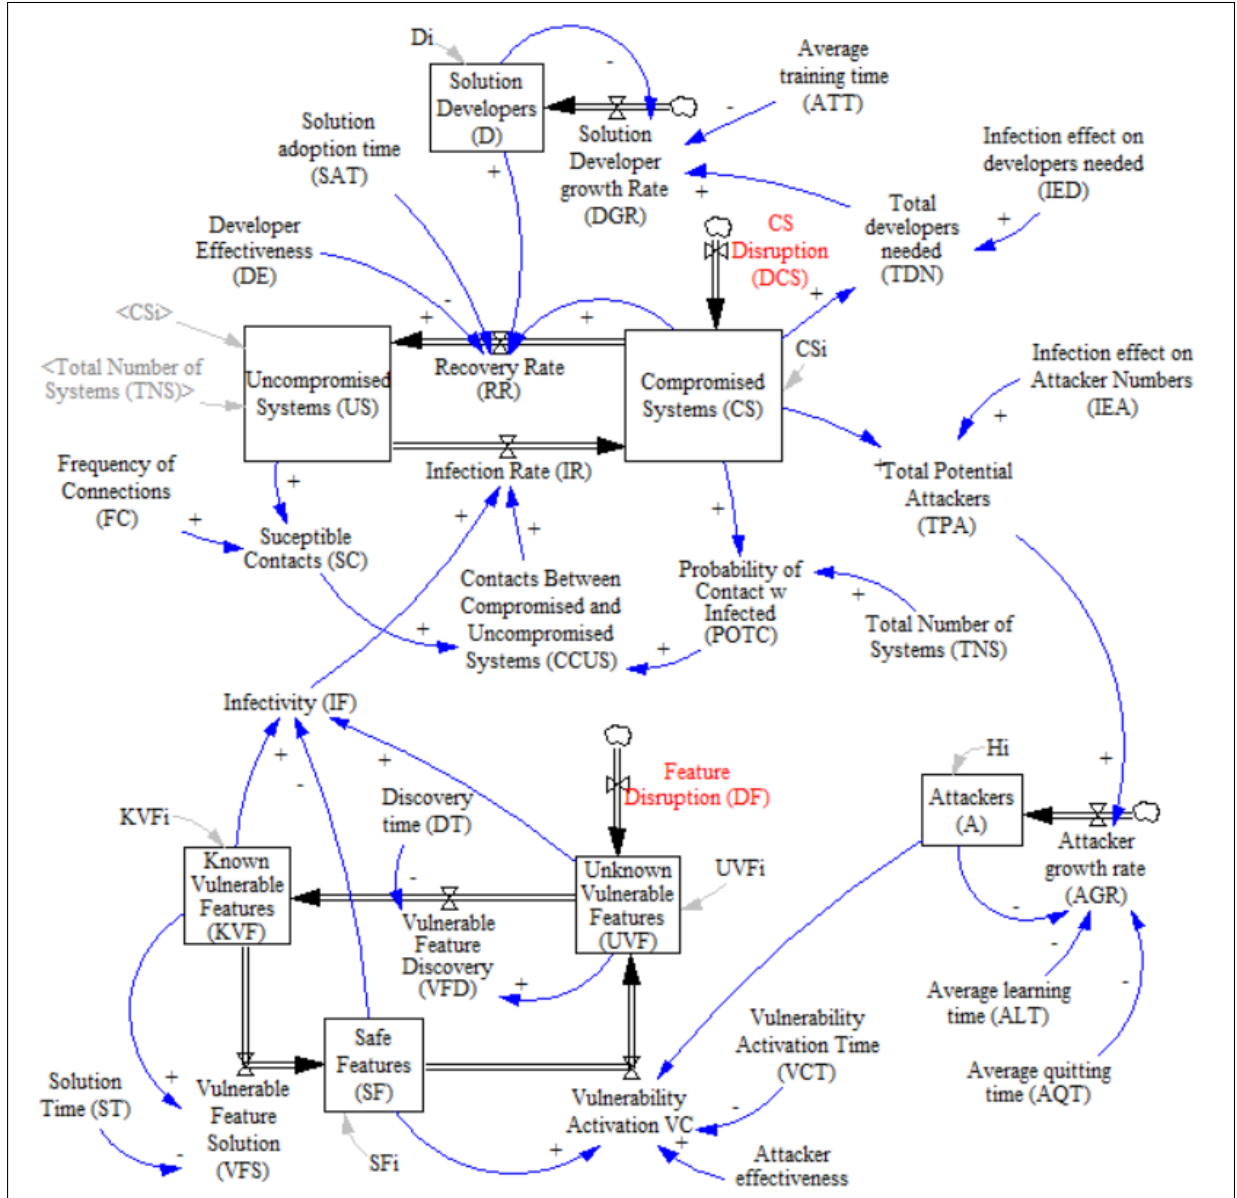 Di
Solution
Developers
(D)
-
Average
training time
(ATT)
-
Solution
Developer
growth Rate
(DGR)
+
Infection effect on
developers needed
(IED)
+
Total
developers
needed
(TDN)
+
Solution
adoption time
(SAT)
+
Developer
Effectiveness
(DE)
-
+
CS
Disruption
(DCS)
<CSi>
<Total Number of
Systems (TNS)>
Uncompromised
Systems (US)
+
Recovery Rate
(RR)
Compromised
Systems (CS)
CSi
Infection effect on
Attacker Numbers
(IEA)
+
+
Total Potential
Attackers
(TPA)
Infection Rate (IR)
Frequency of
Connections
(FC)
+
+
Suceptible
Contacts (SC)
+
+
+
Contacts Between
Compromised and
Uncompromised
Systems (CCUS)
+
Probability of
Contact w
Infected
(POTC)
+
+
+
Total Number of
Systems (TNS)
Infectivity (IF)
+
-
+
Feature
Disruption (DF)
Discovery
time (DT)
-
KVFi
Known
Vulnerable
Features
(KVF)
Vulnerable
Feature
Discovery
(VFD)
+
Unknown
Vulnerable
Features
(UVF)
UVFi
Hi
Attackers
(A)
+
Attacker
growth rate
(AGR)
-
-
-
Average learning
time (ALT)
Average quitting
time (AQT)
Safe
Features
(SF)
SFi
Solution
Time (ST)
+
-
Vulnerable
Feature
Solution
(VFS)
+
Vulnerability
Activation VC
Vulnerability
Activation Time
(VCT)
-
+
Attacker
effectiveness